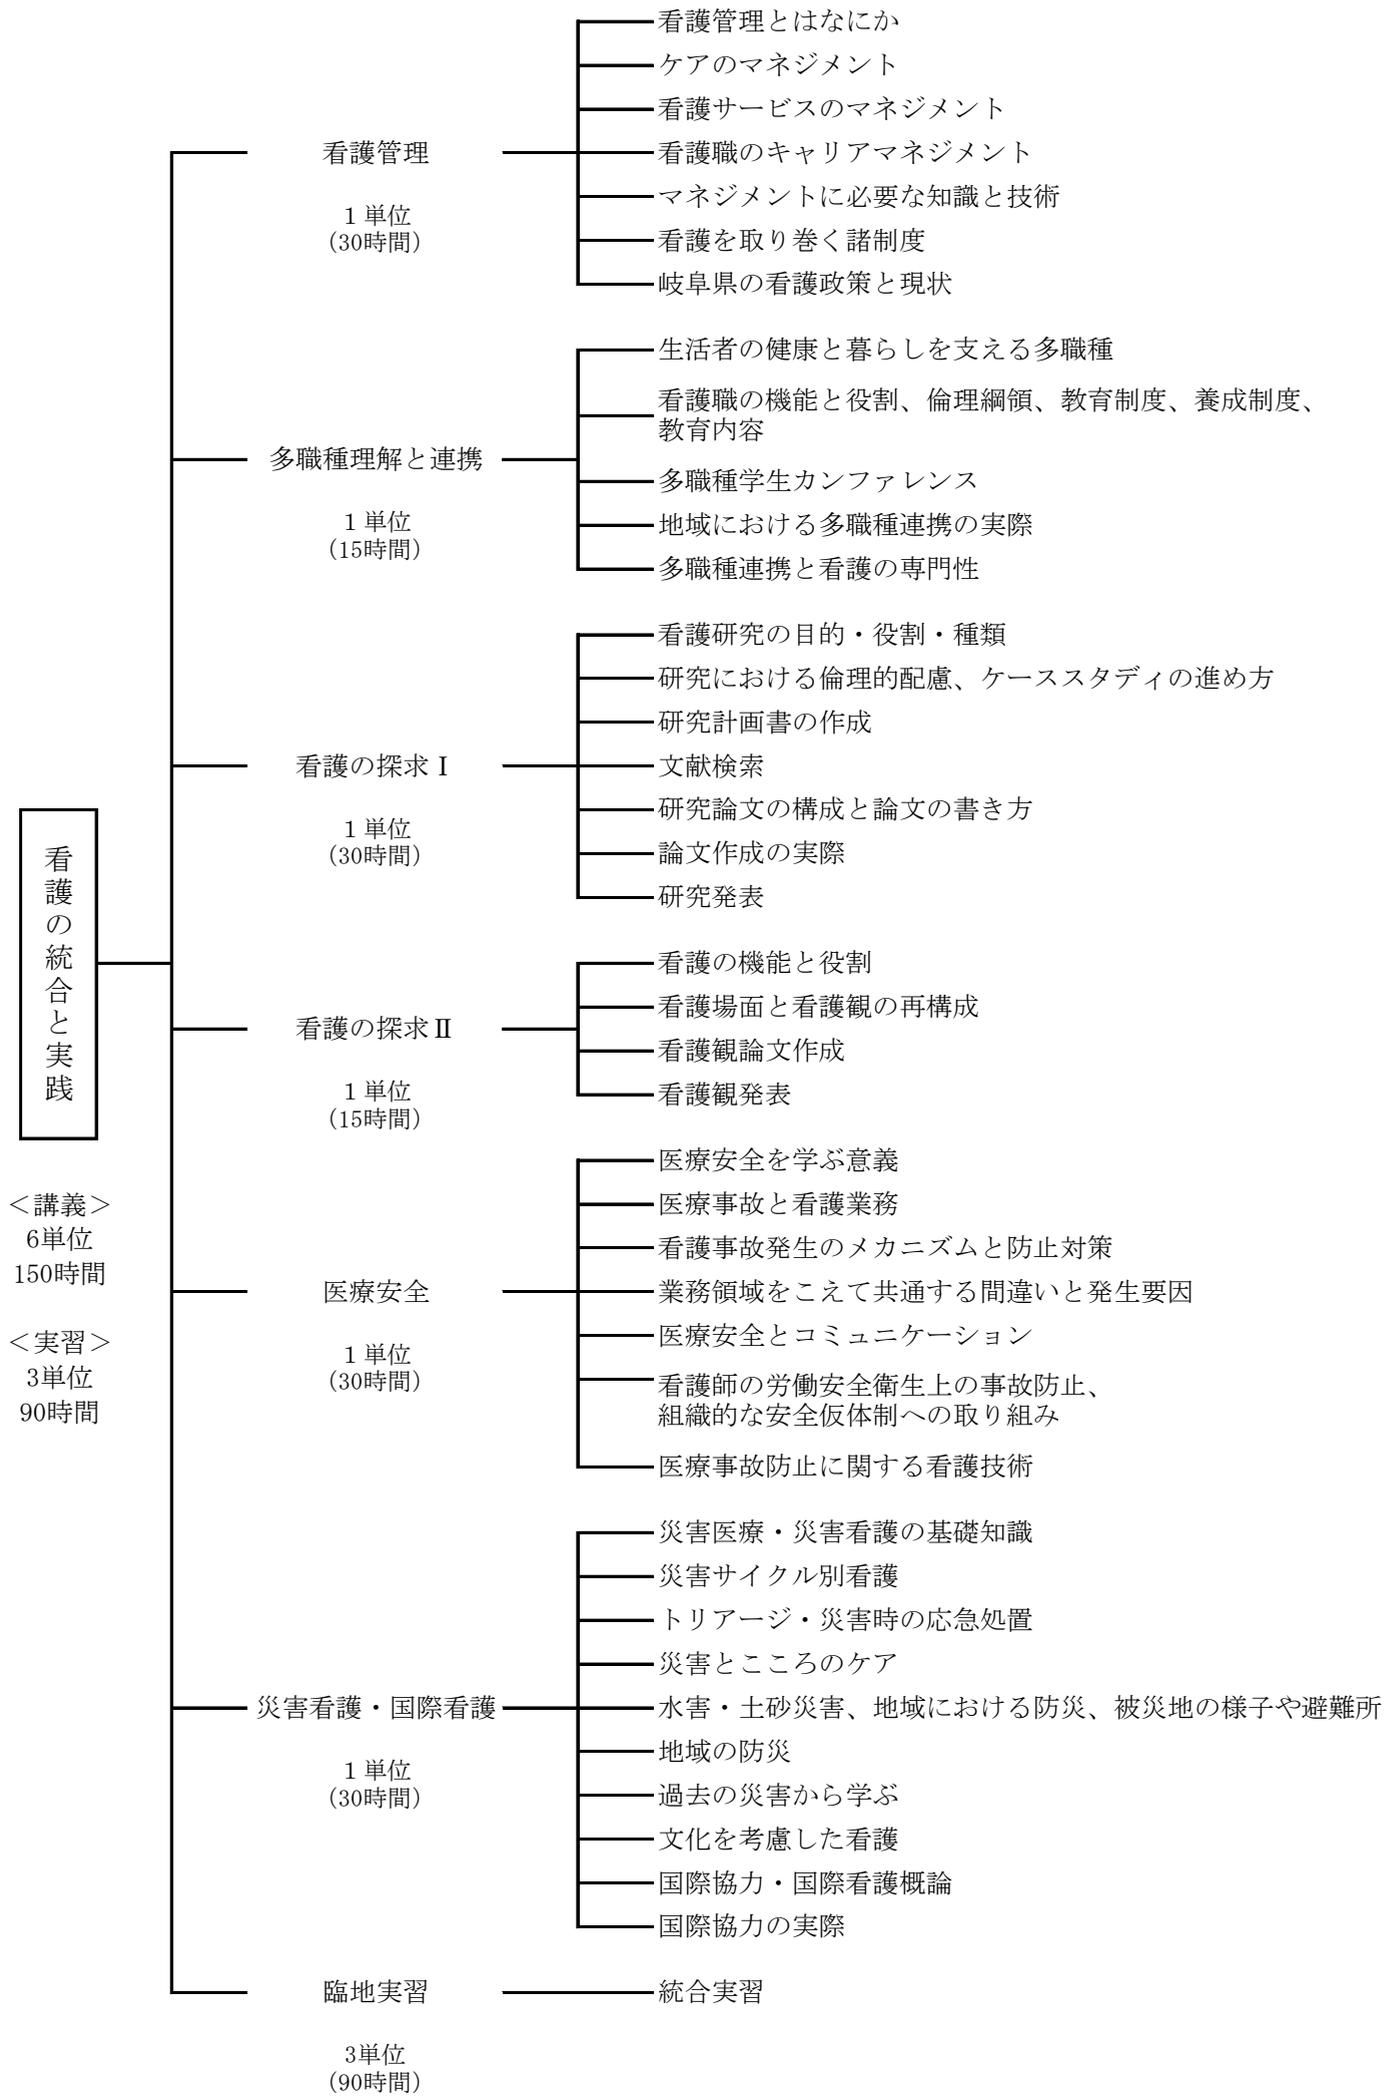 看護の統合と実践
＜講義＞
6単位
150時間
＜実習＞
3単位
90時間
看護管理
１単位
（30時間）
看護管理とはなにか
ケアのマネジメント
看護サービスのマネジメント
看護職のキャリアマネジメント
マネジメントに必要な知識と技術
看護を取り巻く諸制度
岐阜県の看護政策と現状
多職種理解と連携
１単位
（15時間）
生活者の健康と暮らしを支える多職種
看護職の機能と役割、倫理綱領、教育制度、養成制度、
教育内容
多職種学生カンファレンス
地域における多職種連携の実際
多職種連携と看護の専門性
看護の探求Ⅰ
１単位
（30時間）
看護研究の目的・役割・種類
研究における倫理的配慮、ケーススタディの進め方
研究計画書の作成
文献検索
研究論文の構成と論文の書き方
論文作成の実際
研究発表
看護の探求Ⅱ
１単位
（15時間）
看護の機能と役割
看護場面と看護観の再構成
看護観論文作成
看護観発表
医療安全
１単位
（30時間）
医療安全を学ぶ意義
医療事故と看護業務
看護事故発生のメカニズムと防止対策
業務領域をこえて共通する間違いと発生要因
医療安全とコミュニケーション
看護師の労働安全衛生上の事故防止、
組織的な安全仮体制への取り組み
医療事故防止に関する看護技術
災害看護・国際看護
１単位
（30時間）
災害医療・災害看護の基礎知識
災害サイクル別看護
トリアージ・災害時の応急処置
災害とこころのケア
水害・土砂災害、地域における防災、被災地の様子や避難所
地域の防災
過去の災害から学ぶ
文化を考慮した看護
国際協力・国際看護概論
国際協力の実際
臨地実習
3単位
（90時間）
統合実習